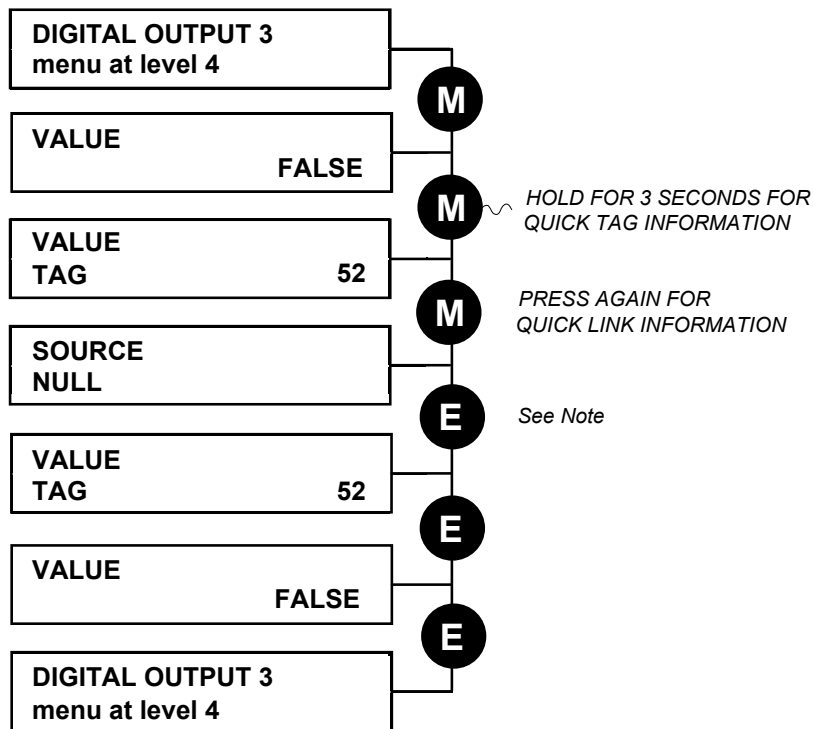 DIGITAL OUTPUT 3
menu at level 4
M
VALUE
FALSE
M
HOLD FOR 3 SECONDS FOR
QUICK TAG INFORMATION
VALUE
TAG 52
M
PRESS AGAIN FOR
QUICK LINK INFORMATION
SOURCE
NULL
E
See Note
VALUE
TAG 52
E
VALUE
FALSE
E
DIGITAL OUTPUT 3
menu at level 4